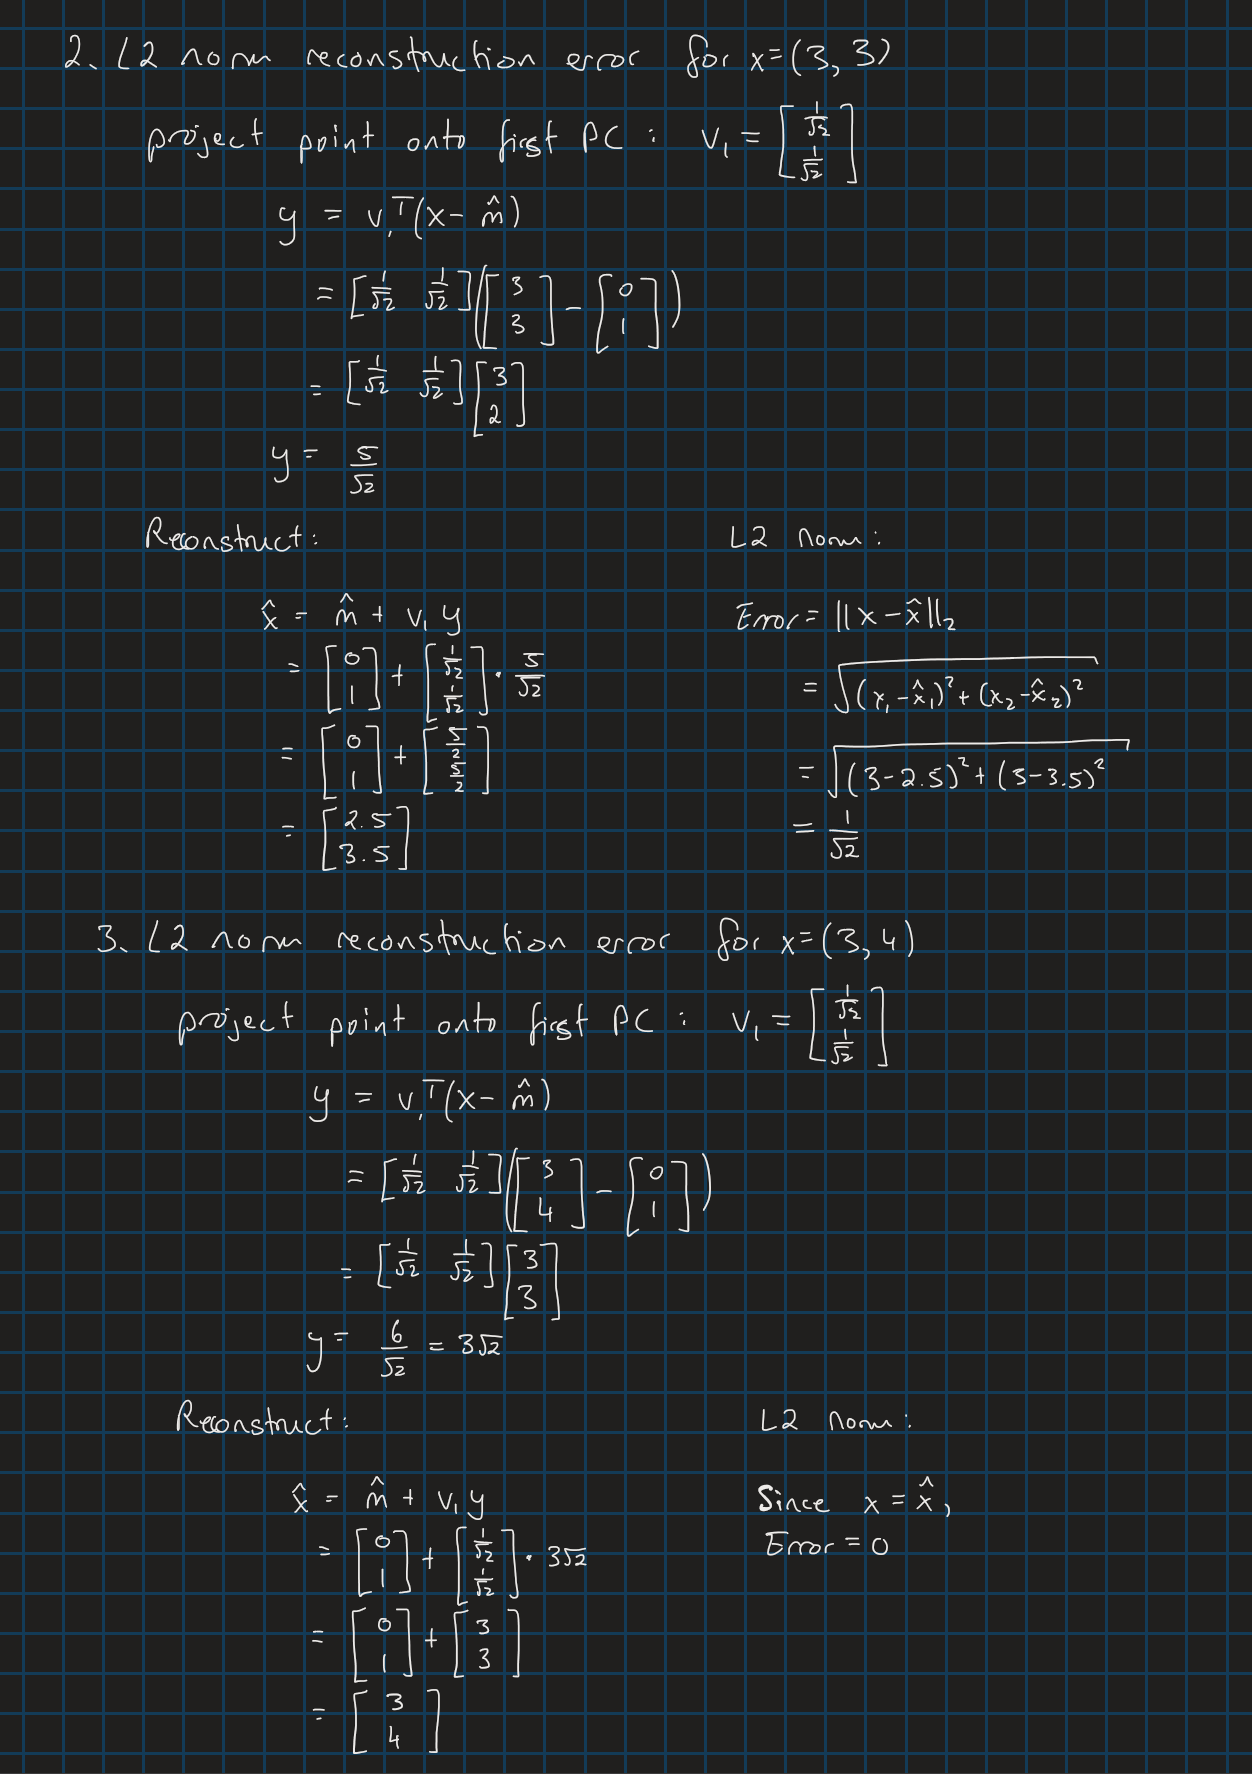 2. L2 norm reconstruction error for x=(3, 3)
project point onto first PC : v₁ = [1/√2; 1/√2]
y = v₁ᵀ(x - m̂)
= [1/√2 1/√2]([3; 3] - [0; 1])
= [1/√2 1/√2][3; 2]
y = 5/√2
Reconstruct:
x̂ = m̂ + v₁ y
= [0; 1] + [1/√2; 1/√2] · 5/√2
= [0; 1] + [5/2; 5/2]
= [2.5; 3.5]
L2 norm :
Error = ||x - x̂||₂
= √((x₁ - x̂₁)² + (x₂ - x̂₂)²)
= √((3 - 2.5)² + (3 - 3.5)²)
= 1/√2
3. L2 norm reconstruction error for x=(3, 4)
project point onto first PC : v₁ = [1/√2; 1/√2]
y = v₁ᵀ(x - m̂)
= [1/√2 1/√2]([3; 4] - [0; 1])
= [1/√2 1/√2][3; 3]
y = 6/√2 = 3√2
Reconstruct:
x̂ = m̂ + v₁ y
= [0; 1] + [1/√2; 1/√2] · 3√2
= [0; 1] + [3; 3]
= [3; 4]
L2 norm :
Since x = x̂,
Error = 0